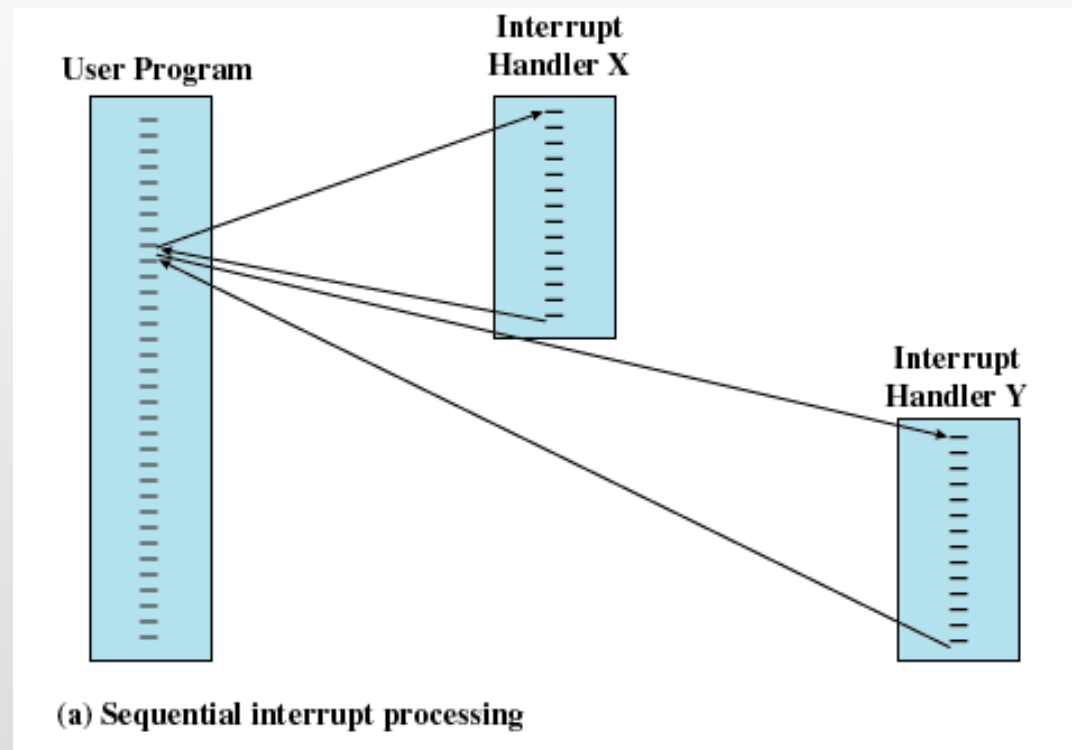 User Program
Interrupt
Handler X
Interrupt
Handler Y
(a) Sequential interrupt processing